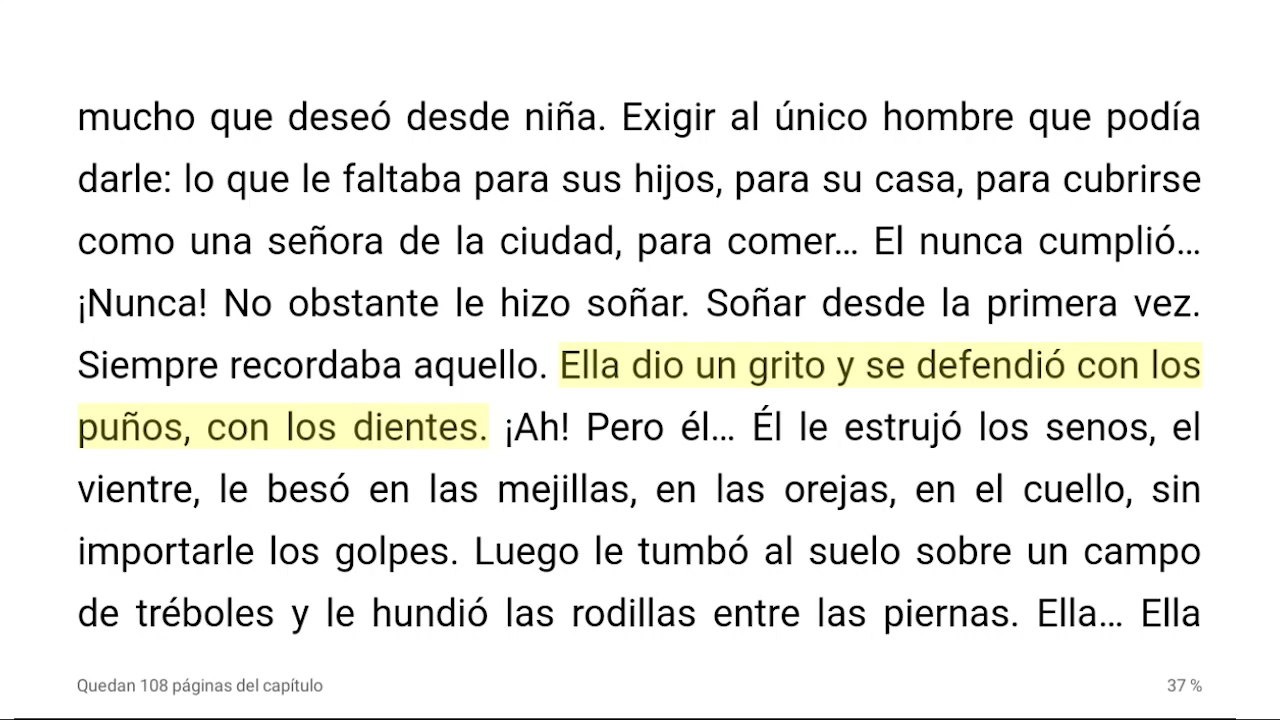 mucho que deseó desde niña. Exigir al único hombre que podía
darle: lo que le faltaba para sus hijos, para su casa, para cubrirse
como una señora de la ciudad, para comer… El nunca cumplió…
¡Nunca! No obstante le hizo soñar. Soñar desde la primera vez.
Siempre recordaba aquello. Ella dio un grito y se defendió con los
puños, con los dientes. ¡Ah! Pero él… Él le estrujó los senos, el
vientre, le besó en las mejillas, en las orejas, en el cuello, sin
importarle los golpes. Luego le tumbó al suelo sobre un campo
de tréboles y le hundió las rodillas entre las piernas. Ella… Ella
Quedan 108 páginas del capítulo
37 %